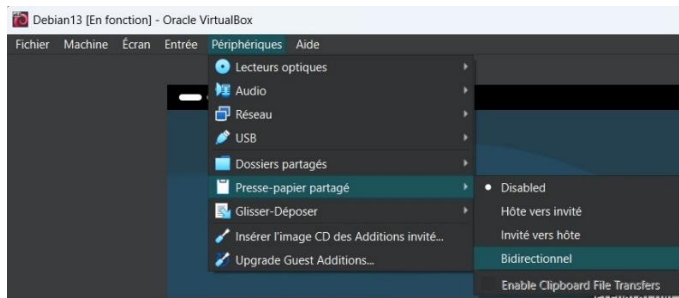 Debian13 [En fonction] - Oracle VirtualBox
Fichier Machine Écran Entrée Périphériques Aide
Lecteurs optiques
Audio
Réseau
USB
Dossiers partagés
Presse-papier partagé
Disabled
Glisser-Déposer
Hôte vers invité
Insérer l'image CD des Additions invité...
Invité vers hôte
Upgrade Guest Additions...
Bidirectionnel
Enable Clipboard File Transfers